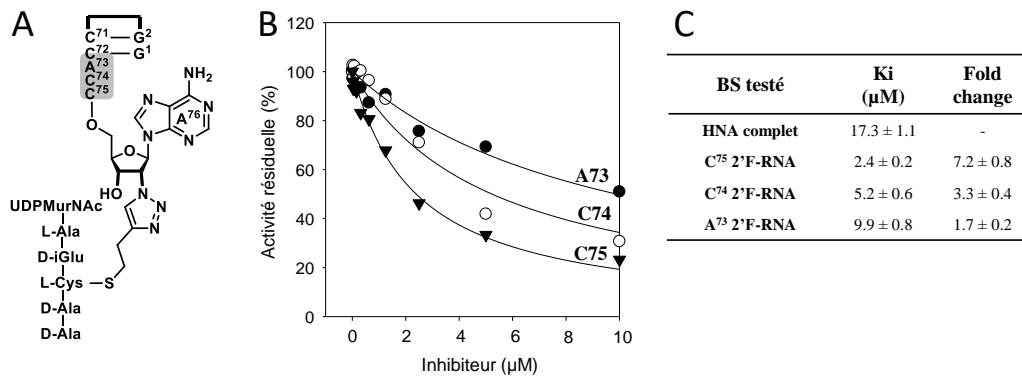 A
C⁷¹ G²
C⁷² G¹
A⁷³
C⁷⁴
C⁷⁵
O
NH₂
N N
A⁷⁶
N N
O
HO
N N
N
UDPMurNAc
L-Ala
D-iGlu
L-Cys S
D-Ala
D-Ala
B
Activité résiduelle (%)
120
100
80
60
40
20
0
A73
C74
C75
0 2 4 6 8 10
Inhibiteur (µM)
C
BS testé Ki (µM) Fold change
HNA complet 17.3 ± 1.1 -
C⁷⁵ 2'F-RNA 2.4 ± 0.2 7.2 ± 0.8
C⁷⁴ 2'F-RNA 5.2 ± 0.6 3.3 ± 0.4
A⁷³ 2'F-RNA 9.9 ± 0.8 1.7 ± 0.2